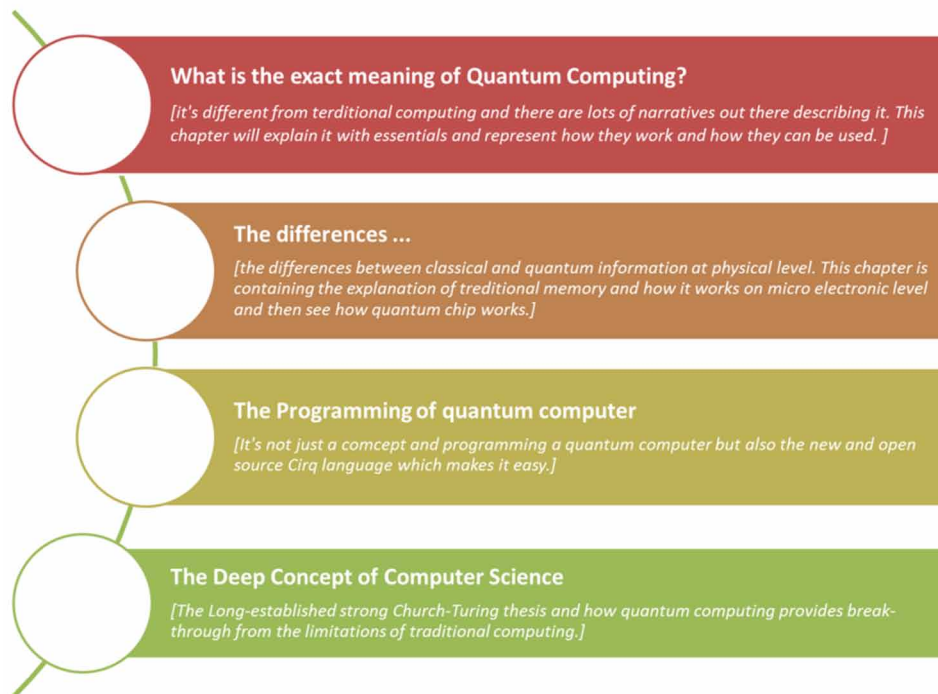 What is the exact meaning of Quantum Computing?
[it's different from terditional computing and there are lots of narratives out there describing it. This
chapter will explain it with essentials and represent how they work and how they can be used. ]
The differences ...
[the differences between classical and quantum information at physical level. This chapter is
containing the explanation of treditional memory and how it works on micro electronic level
and then see how quantum chip works.]
The Programming of quantum computer
[It's not just a comcept and programming a quantum computer but also the new and open
source Cirq language which makes it easy.]
The Deep Concept of Computer Science
[The Long-established strong Church-Turing thesis and how quantum computing provides break-
through from the limitations of traditional computing.]